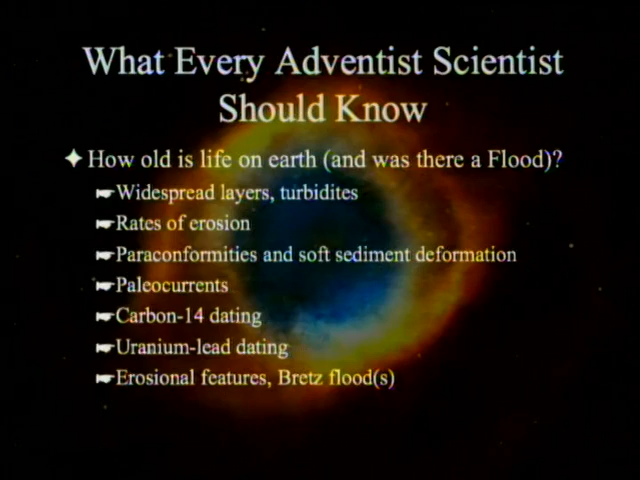 What Every Adventist Scientist
Should Know
How old is life on earth (and was there a Flood)?
Widespread layers, turbidites
Rates of erosion
Paraconformities and soft sediment deformation
Paleocurrents
Carbon-14 dating
Uranium-lead dating
Erosional features, Bretz flood(s)